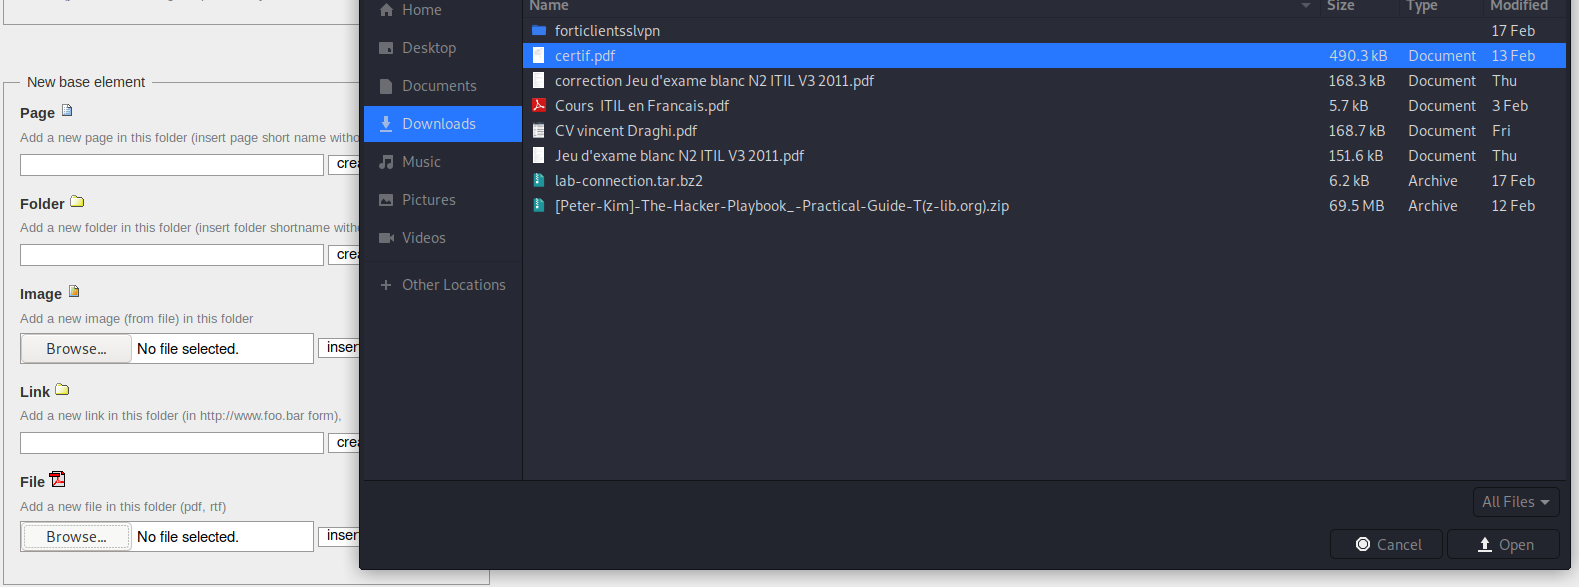 New base element
Page
Add a new page in this folder (insert page short name witho
crea
Folder
Add a new folder in this folder (insert folder shortname with
crea
Image
Add a new image (from file) in this folder
Browse... No file selected. insert
Link
Add a new link in this folder (in http://www.foo.bar form),
crea
File
Add a new file in this folder (pdf, rtf)
Browse... No file selected. insert
Home
Desktop
Documents
Downloads
Music
Pictures
Videos
Other Locations
Name Size Type Modified
forticlientsslvpn 17 Feb
certif.pdf 490.3 kB Document 13 Feb
correction Jeu d'exame blanc N2 ITIL V3 2011.pdf 168.3 kB Document Thu
Cours ITIL en Francais.pdf 5.7 kB Document 3 Feb
CV vincent Draghi.pdf 168.7 kB Document Fri
Jeu d'exame blanc N2 ITIL V3 2011.pdf 151.6 kB Document Thu
lab-connection.tar.bz2 6.2 kB Archive 17 Feb
[Peter-Kim]-The-Hacker-Playbook_-Practical-Guide-T(z-lib.org).zip 69.5 MB Archive 12 Feb
All Files
Cancel Open